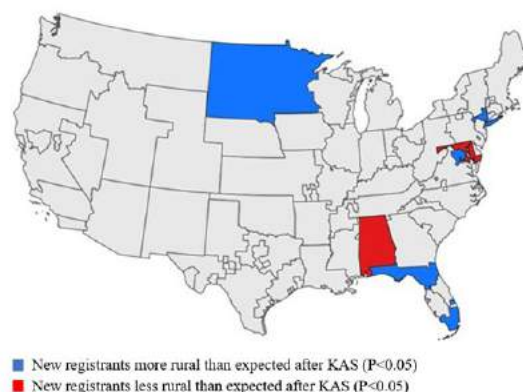 New registrants more rural than expected after KAS (P<0.05)
New registrants less rural than expected after KAS (P<0.05)